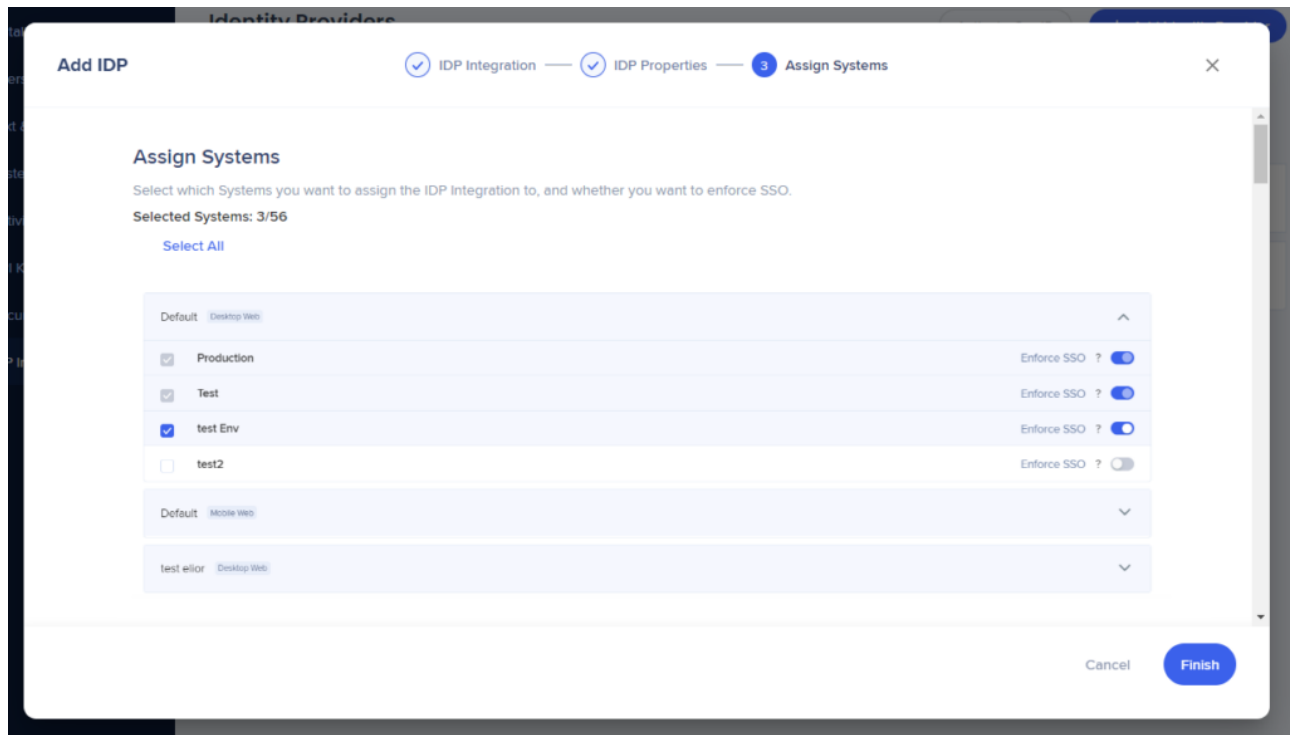 Identity Providers
Add IDP
IDP Integration
IDP Properties
3 Assign Systems
Assign Systems
Select which Systems you want to assign the IDP Integration to, and whether you want to enforce SSO.
Selected Systems: 3/56
Select All
Default Desktop Web
Production Enforce SSO ?
Test Enforce SSO ?
test Env Enforce SSO ?
test2 Enforce SSO ?
Default Mobile Web
test elior Desktop Web
Cancel Finish